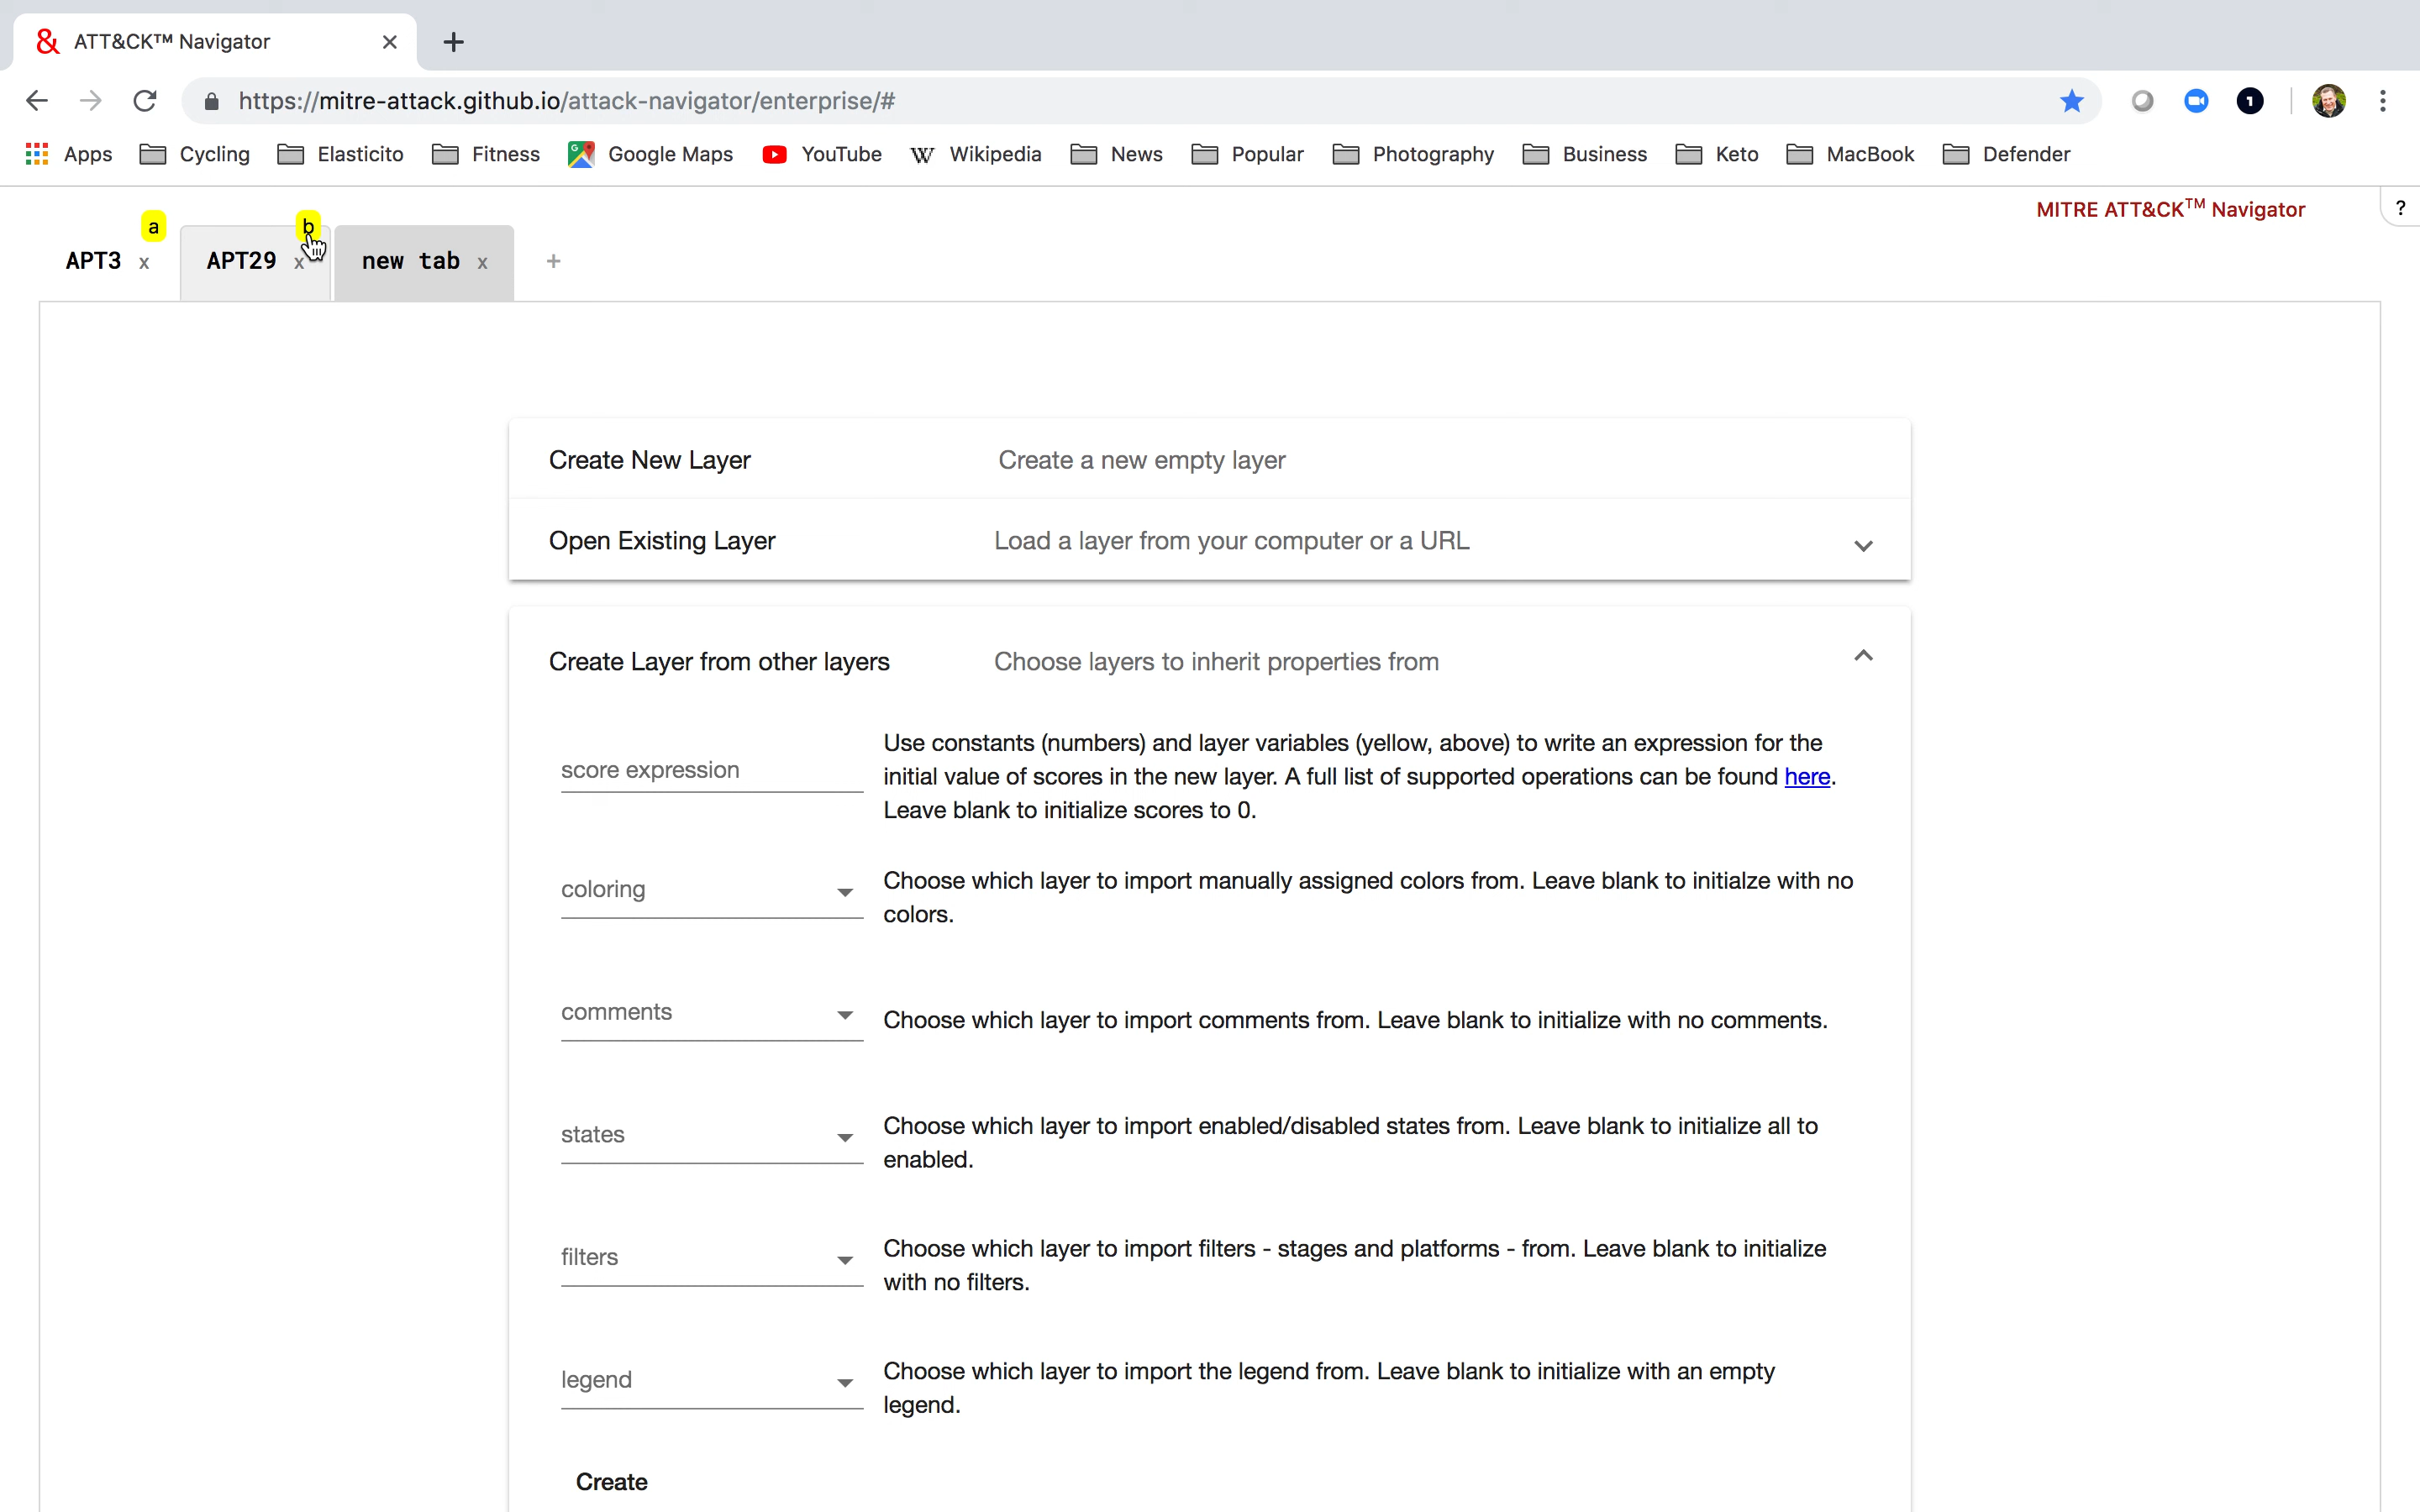 & ATT&CK™ Navigator
https://mitre-attack.github.io/attack-navigator/enterprise/#
1
Apps Cycling Elasticito Fitness Google Maps YouTube Wikipedia News Popular Photography Business Keto MacBook Defender
MITRE ATT&CK™ Navigator ?
a b
APT3 x APT29 x new tab x +
Create New Layer Create a new empty layer
Open Existing Layer Load a layer from your computer or a URL
Create Layer from other layers Choose layers to inherit properties from
Use constants (numbers) and layer variables (yellow, above) to write an expression for the
score expression initial value of scores in the new layer. A full list of supported operations can be found here.
Leave blank to initialize scores to 0.
coloring Choose which layer to import manually assigned colors from. Leave blank to initialze with no
colors.
comments Choose which layer to import comments from. Leave blank to initialize with no comments.
states Choose which layer to import enabled/disabled states from. Leave blank to initialize all to
enabled.
filters Choose which layer to import filters - stages and platforms - from. Leave blank to initialize
with no filters.
legend Choose which layer to import the legend from. Leave blank to initialize with an empty
legend.
Create